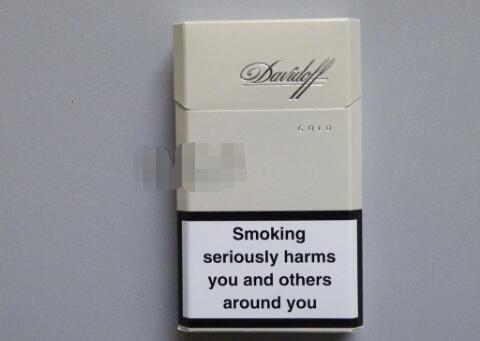 Davidoff
GOLD
Smoking
seriously harms
you and others
around you